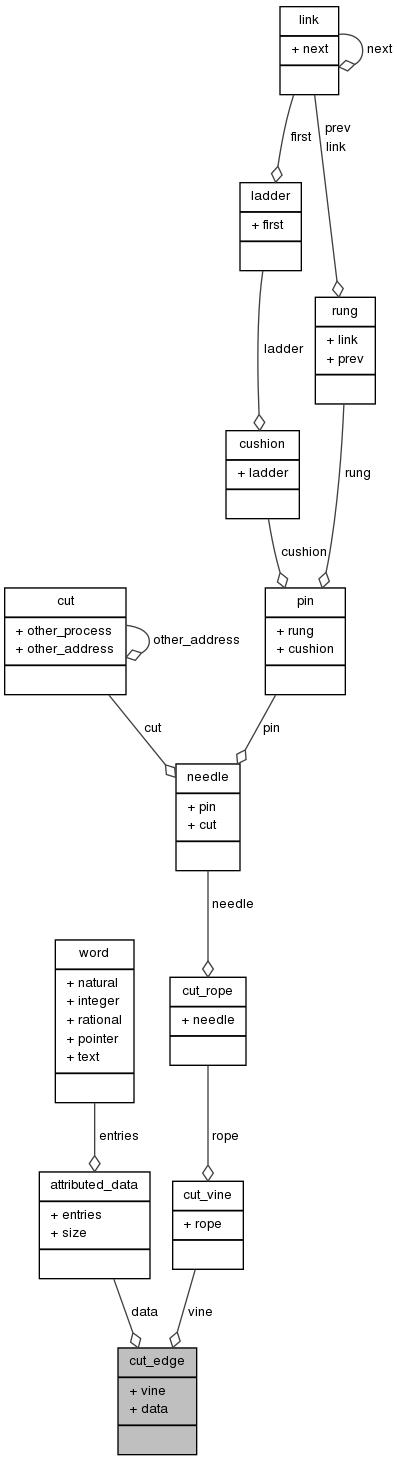 link
+ next
next
first
prev
link
ladder
+ first
rung
+ link
+ prev
ladder
cushion
+ ladder
rung
cushion
cut
+ other_process
+ other_address
other_address
pin
+ rung
+ cushion
cut
pin
needle
+ pin
+ cut
needle
word
+ natural
+ integer
+ rational
+ pointer
+ text
cut_rope
+ needle
entries
rope
attributed_data
+ entries
+ size
cut_vine
+ rope
data
vine
cut_edge
+ vine
+ data